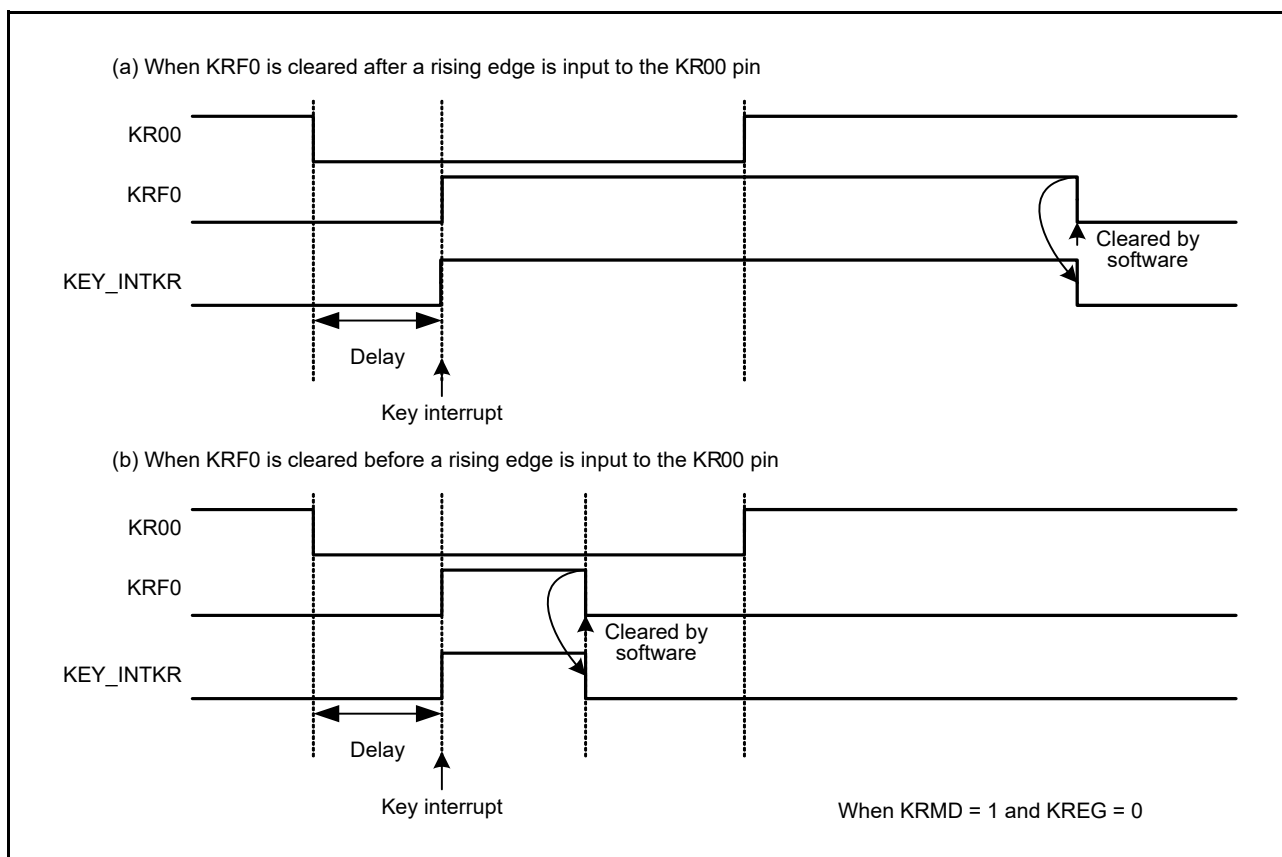 (a) When KRF0 is cleared after a rising edge is input to the KR00 pin
KR00
KRF0
Cleared by
software
KEY_INTKR
Delay
Key interrupt
(b) When KRF0 is cleared before a rising edge is input to the KR00 pin
KR00
KRF0
Cleared by
software
KEY_INTKR
Delay
Key interrupt
When KRMD = 1 and KREG = 0